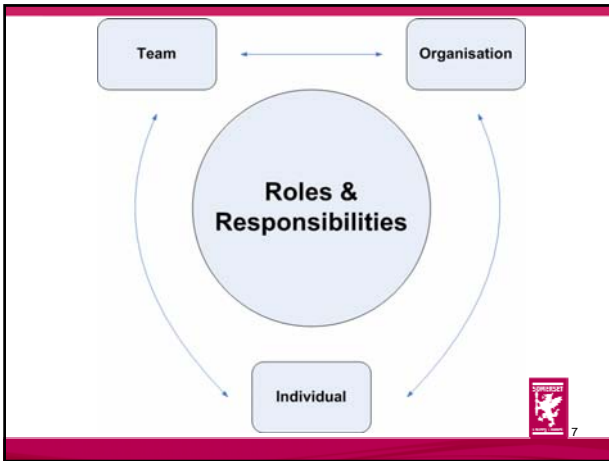 Team
Organisation
Roles &
Responsibilities
Individual
SOMERSET
7